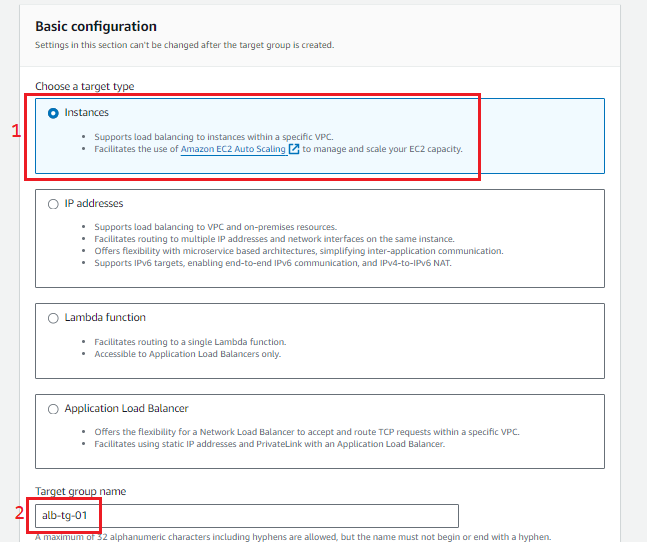 Basic configuration
Settings in this section can't be changed after the target group is created.
Choose a target type
1
Instances
• Supports load balancing to instances within a specific VPC.
• Facilitates the use of Amazon EC2 Auto Scaling to manage and scale your EC2 capacity.
IP addresses
• Supports load balancing to VPC and on-premises resources.
• Facilitates routing to multiple IP addresses and network interfaces on the same instance.
• Offers flexibility with microservice based architectures, simplifying inter-application communication.
• Supports IPv6 targets, enabling end-to-end IPv6 communication, and IPv4-to-IPv6 NAT.
Lambda function
• Facilitates routing to a single Lambda function.
• Accessible to Application Load Balancers only.
Application Load Balancer
• Offers the flexibility for a Network Load Balancer to accept and route TCP requests within a specific VPC.
• Facilitates using static IP addresses and PrivateLink with an Application Load Balancer.
Target group name
2
alb-tg-01
A maximum of 32 alphanumeric characters including hyphens are allowed, but the name must not begin or end with a hyphen.